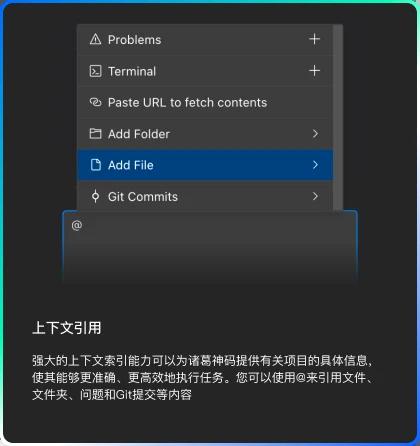 Problems
Terminal
Paste URL to fetch contents
Add Folder
Add File
Git Commits
@
上下文引用
强大的上下文索引能力可以为诸葛神码提供有关项目的具体信息,
使其能够更准确、更高效地执行任务。您可以使用@来引用文件、
文件夹、问题和Git提交等内容